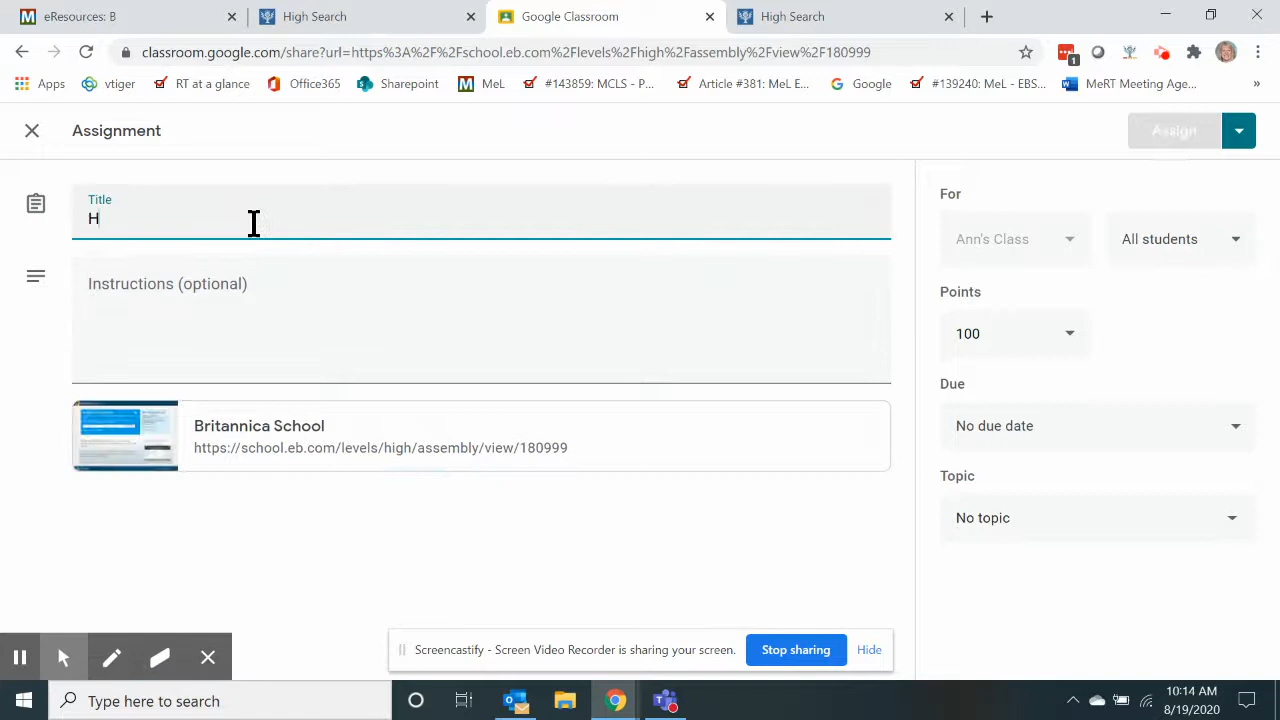 eResources: B
High Search
Google Classroom
High Search
classroom.google.com/share?url=https%3A%2F%2Fschool.eb.com%2Flevels%2Fhigh%2Fassembly%2Fview%2F180999
1
Apps
vtiger
RT at a glance
Office365
Sharepoint
MeL
#143859: MCLS - P...
Article #381: MeL E...
Google
#139240: MeL - EBS...
MeRT Meeting Age...
»
Assignment
Assign
Title
H
Instructions (optional)
Britannica School
https://school.eb.com/levels/high/assembly/view/180999
For
Ann's Class
All students
Points
100
Due
No due date
Topic
No topic
Screencastify - Screen Video Recorder is sharing your screen.
Stop sharing
Hide
Type here to search
10:14 AM
8/19/2020